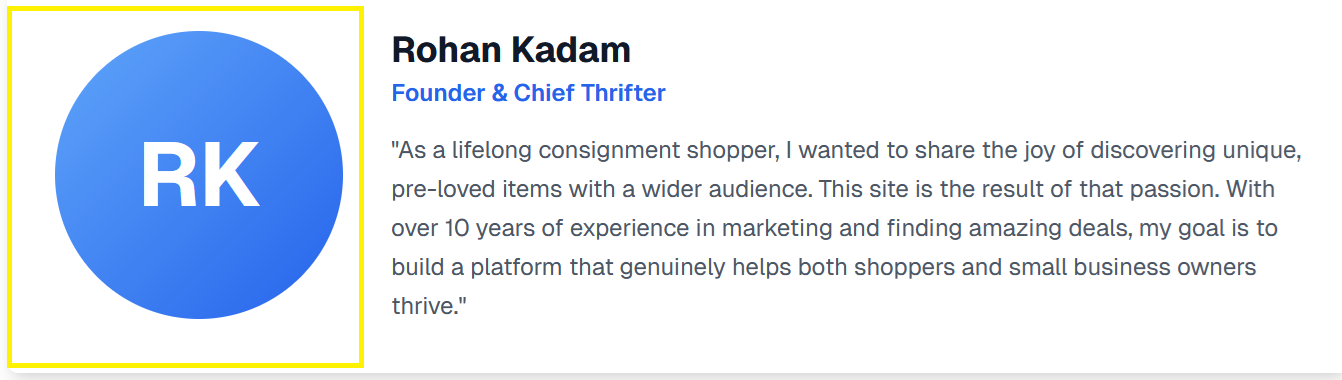 RK
Rohan Kadam
Founder & Chief Thrifter
"As a lifelong consignment shopper, I wanted to share the joy of discovering unique,
pre-loved items with a wider audience. This site is the result of that passion. With
over 10 years of experience in marketing and finding amazing deals, my goal is to
build a platform that genuinely helps both shoppers and small business owners
thrive."